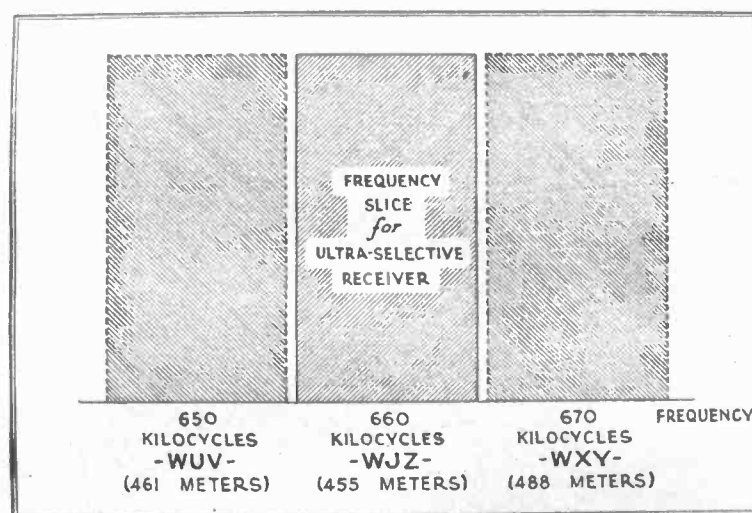 FREQUENCY
SLICE
for
ULTRA-SELECTIVE
RECEIVER
650 660 670 FREQUENCY
KILOCYCLES KILOCYCLES KILOCYCLES
-WUV- -WJZ- -WXY-
(461 METERS) (455 METERS) (488 METERS)